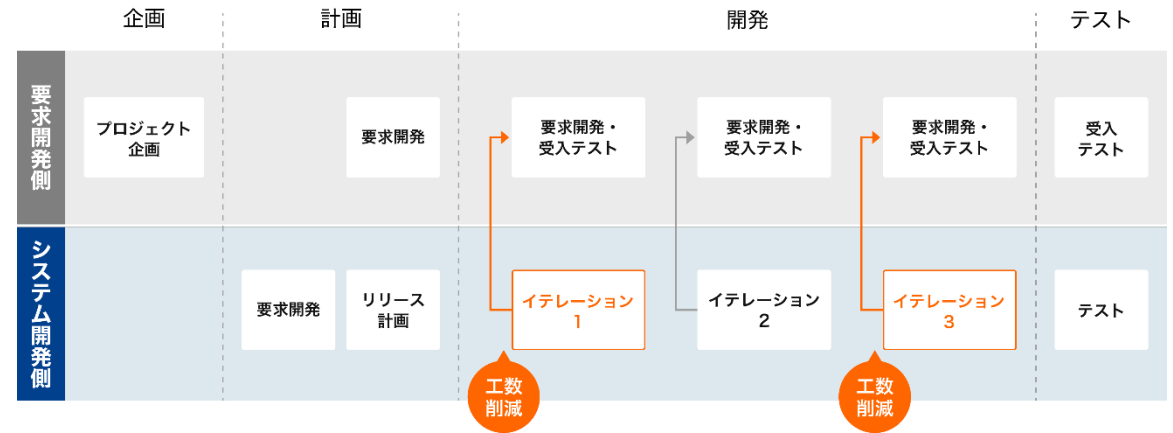 企画
計画
開発
テスト
要求開発側
プロジェクト
企画
要求開発
要求開発・
受入テスト
要求開発・
受入テスト
要求開発・
受入テスト
受入
テスト
システム開発側
要求開発
リリース
計画
イテレーション
1
イテレーション
2
イテレーション
3
テスト
工数
削減
工数
削減